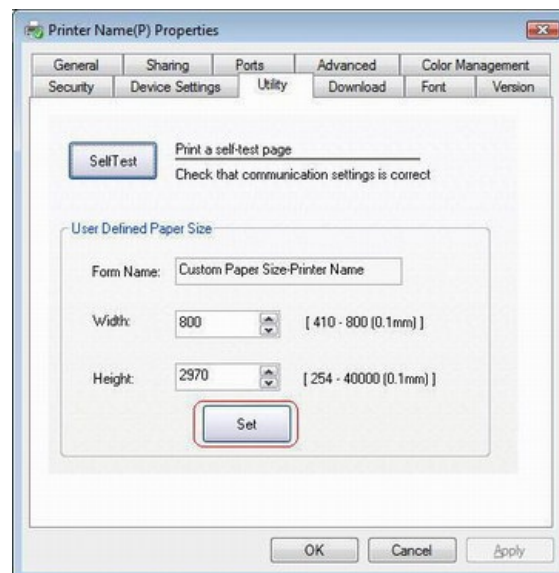 Printer Name(P) Properties
General Sharing Ports Advanced Color Management
Security Device Settings Utility Download Font Version
SelfTest
Print a self-test page
Check that communication settings is correct
User Defined Paper Size
Form Name: Custom Paper Size-Printer Name
Width: 800 [ 410 - 800 (0.1mm) ]
Height: 2970 [ 254 - 40000 (0.1mm) ]
Set
OK Cancel Apply